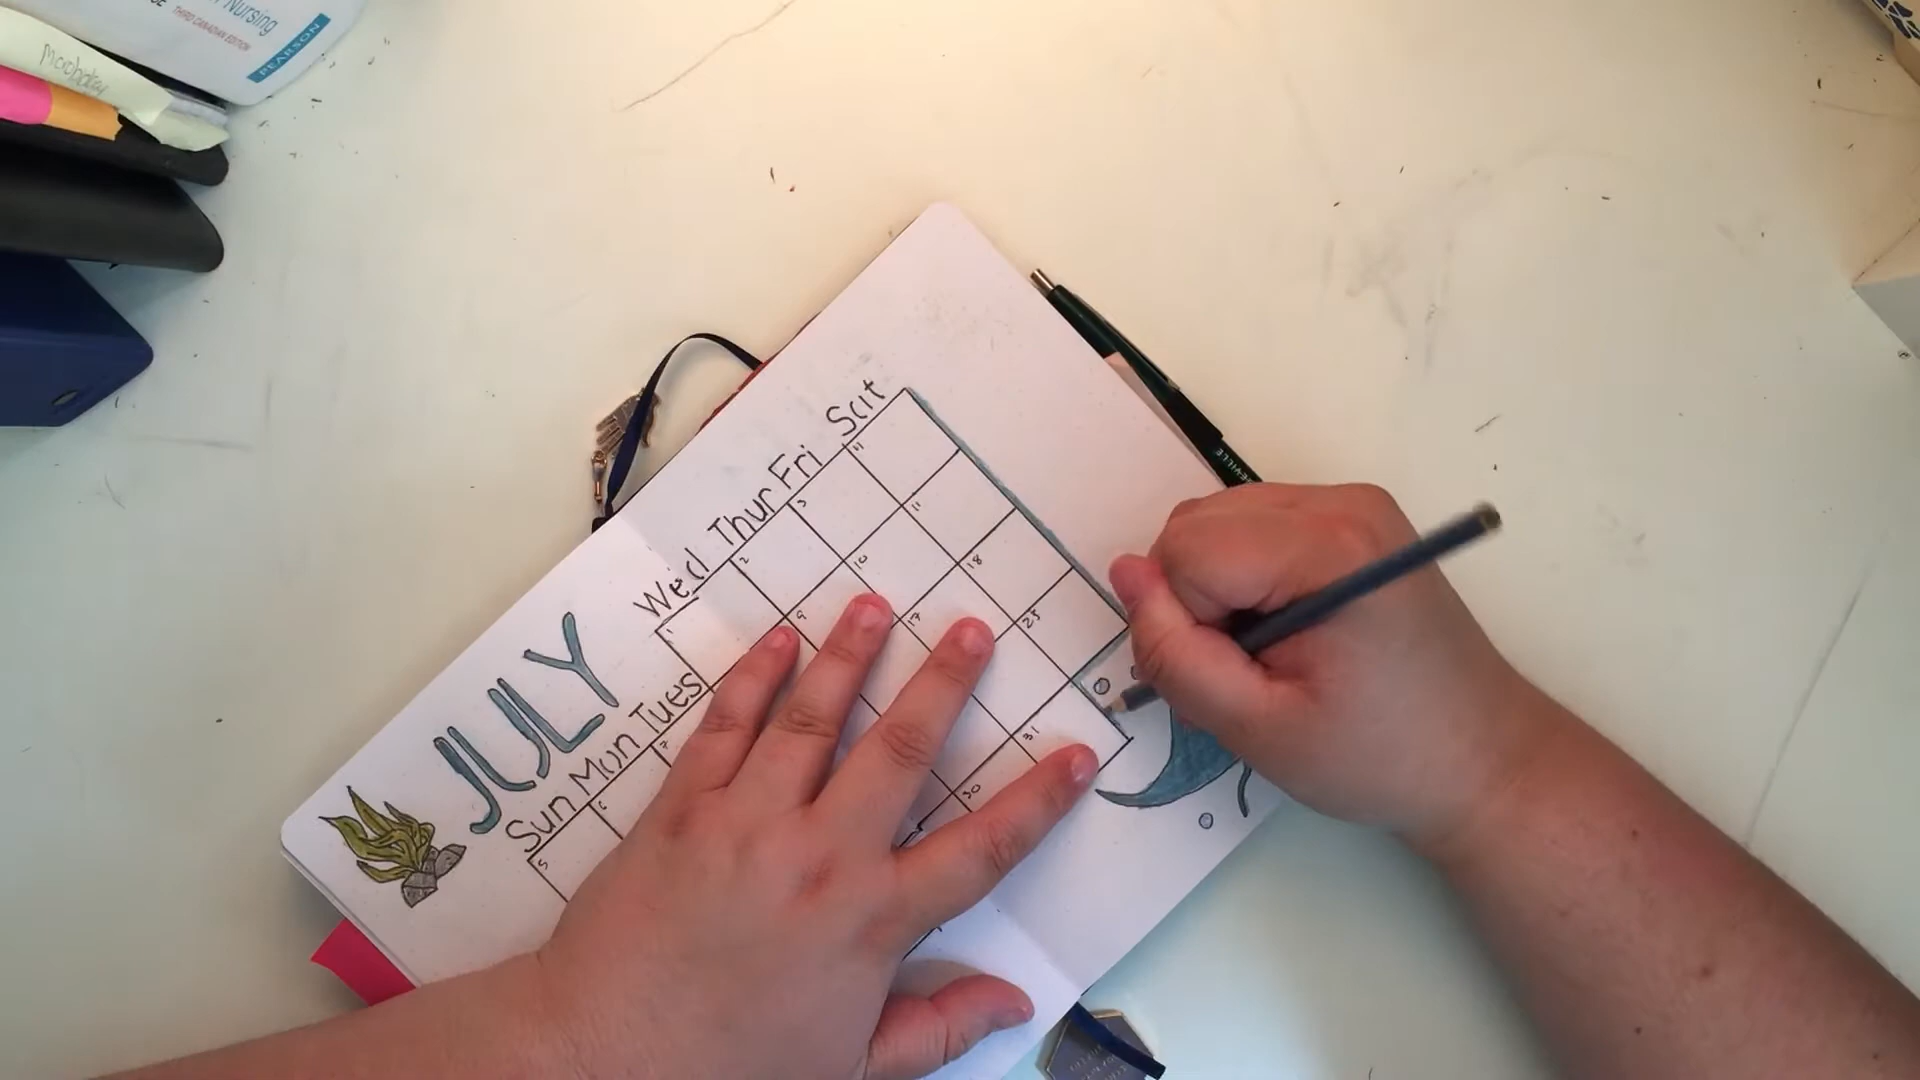 Nursing
THIRD CANADIAN EDITION
PEARSON
Microbiology
JULY
Sun Mon Tues Wed Thur Fri Sat
1 2 3 4
5 6 7 9 10 11
17 18
25
30 31